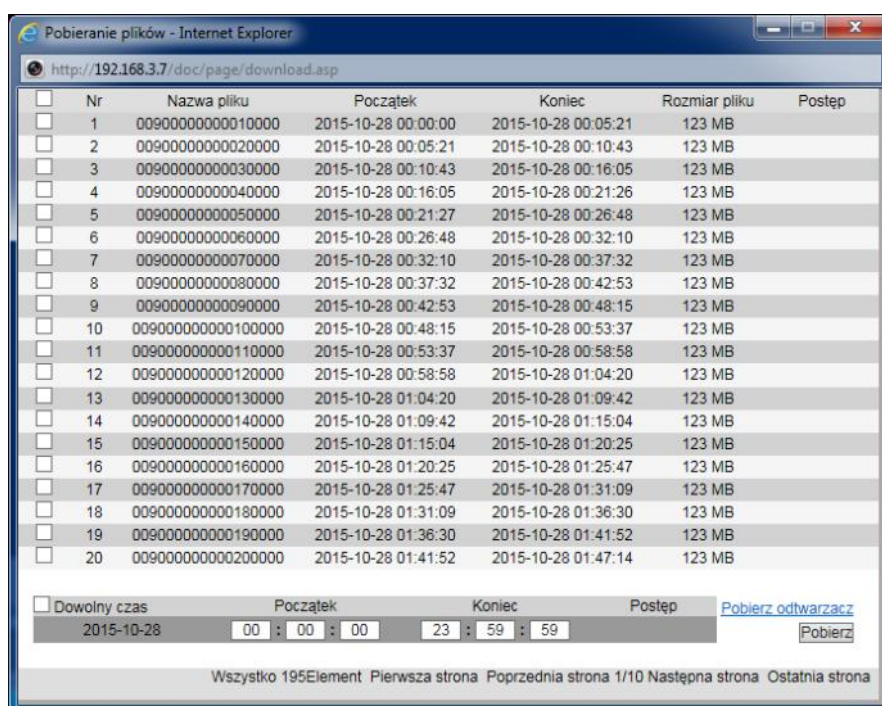 Pobieranie plików - Internet Explorer
http://192.168.3.7/doc/page/download.asp
Nr Nazwa pliku Początek Koniec Rozmiar pliku Postęp
1 00900000000010000 2015-10-28 00:00:00 2015-10-28 00:05:21 123 MB
2 00900000000020000 2015-10-28 00:05:21 2015-10-28 00:10:43 123 MB
3 00900000000030000 2015-10-28 00:10:43 2015-10-28 00:16:05 123 MB
4 00900000000040000 2015-10-28 00:16:05 2015-10-28 00:21:26 123 MB
5 00900000000050000 2015-10-28 00:21:27 2015-10-28 00:26:48 123 MB
6 00900000000060000 2015-10-28 00:26:48 2015-10-28 00:32:10 123 MB
7 00900000000070000 2015-10-28 00:32:10 2015-10-28 00:37:32 123 MB
8 00900000000080000 2015-10-28 00:37:32 2015-10-28 00:42:53 123 MB
9 00900000000090000 2015-10-28 00:42:53 2015-10-28 00:48:15 123 MB
10 009000000000100000 2015-10-28 00:48:15 2015-10-28 00:53:37 123 MB
11 009000000000110000 2015-10-28 00:53:37 2015-10-28 00:58:58 123 MB
12 009000000000120000 2015-10-28 00:58:58 2015-10-28 01:04:20 123 MB
13 009000000000130000 2015-10-28 01:04:20 2015-10-28 01:09:42 123 MB
14 009000000000140000 2015-10-28 01:09:42 2015-10-28 01:15:04 123 MB
15 009000000000150000 2015-10-28 01:15:04 2015-10-28 01:20:25 123 MB
16 009000000000160000 2015-10-28 01:20:25 2015-10-28 01:25:47 123 MB
17 009000000000170000 2015-10-28 01:25:47 2015-10-28 01:31:09 123 MB
18 009000000000180000 2015-10-28 01:31:09 2015-10-28 01:36:30 123 MB
19 009000000000190000 2015-10-28 01:36:30 2015-10-28 01:41:52 123 MB
20 009000000000200000 2015-10-28 01:41:52 2015-10-28 01:47:14 123 MB
Dowolny czas Początek Koniec Postęp Pobierz odtwarzacz
2015-10-28 00 : 00 : 00 23 : 59 : 59 Pobierz
Wszystko 195Element Pierwsza strona Poprzednia strona 1/10 Następna strona Ostatnia strona